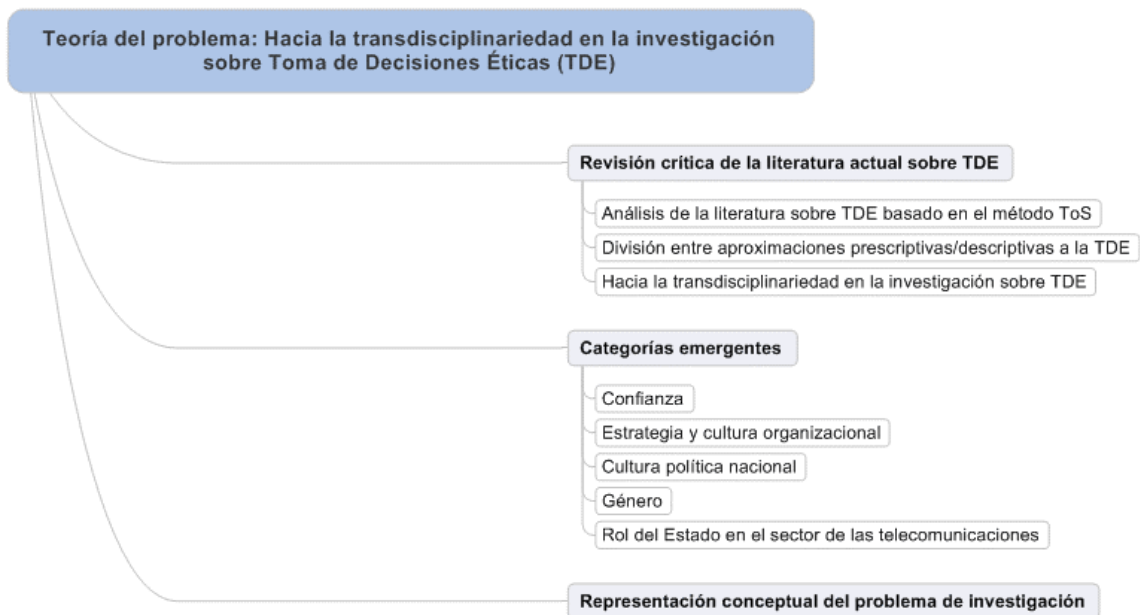 Teoría del problema: Hacia la transdisciplinariedad en la investigación
sobre Toma de Decisiones Éticas (TDE)
Revisión crítica de la literatura actual sobre TDE
Análisis de la literatura sobre TDE basado en el método ToS
División entre aproximaciones prescriptivas/descriptivas a la TDE
Hacia la transdisciplinariedad en la investigación sobre TDE
Categorías emergentes
Confianza
Estrategia y cultura organizacional
Cultura política nacional
Género
Rol del Estado en el sector de las telecomunicaciones
Representación conceptual del problema de investigación